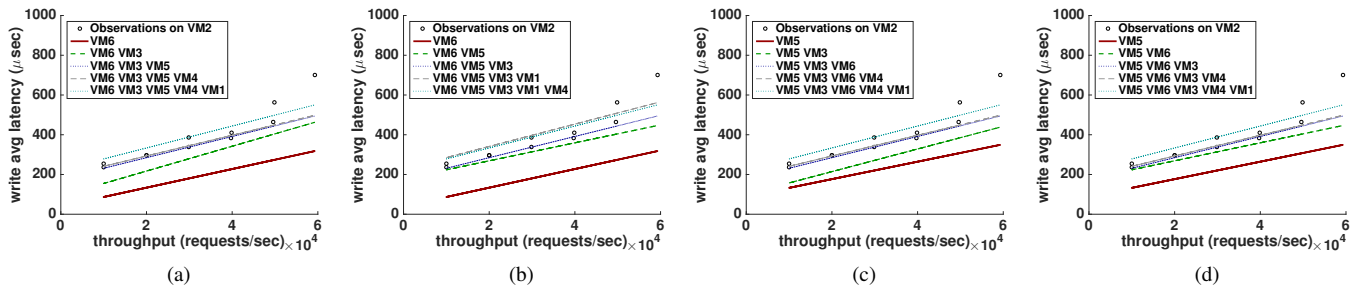 write avg latency (μsec)
1000
800
600
400
200
0
Observations on VM2
VM6
VM6 VM3
VM6 VM3 VM5
VM6 VM3 VM5 VM4
VM6 VM3 VM5 VM4 VM1
0 2 4 6
throughput (requests/sec) ×10⁴
(a)
write avg latency (μsec)
1000
800
600
400
200
0
Observations on VM2
VM6
VM6 VM5
VM6 VM5 VM3
VM6 VM5 VM3 VM1
VM6 VM5 VM3 VM1 VM4
0 2 4 6
throughput (requests/sec) ×10⁴
(b)
write avg latency (μsec)
1000
800
600
400
200
0
Observations on VM2
VM5
VM5 VM3
VM5 VM3 VM6
VM5 VM3 VM6 VM4
VM5 VM3 VM6 VM4 VM1
0 2 4 6
throughput (requests/sec) ×10⁴
(c)
write avg latency (μsec)
1000
800
600
400
200
0
Observations on VM2
VM5
VM5 VM6
VM5 VM6 VM3
VM5 VM6 VM3 VM4
VM5 VM6 VM3 VM4 VM1
0 2 4 6
throughput (requests/sec) ×10⁴
(d)